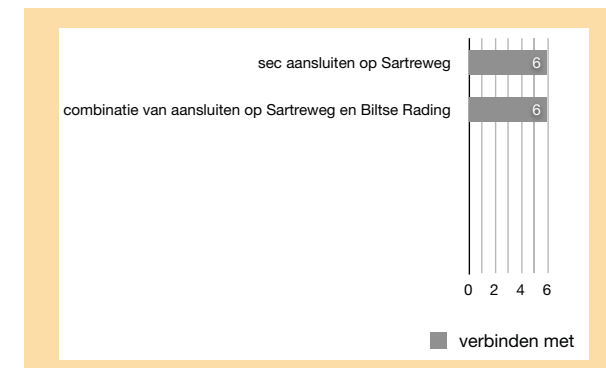 sec aansluiten op Sartreweg 6
combinatie van aansluiten op Sartreweg en Biltse Rading 6
0 2 4 6
verbinden met